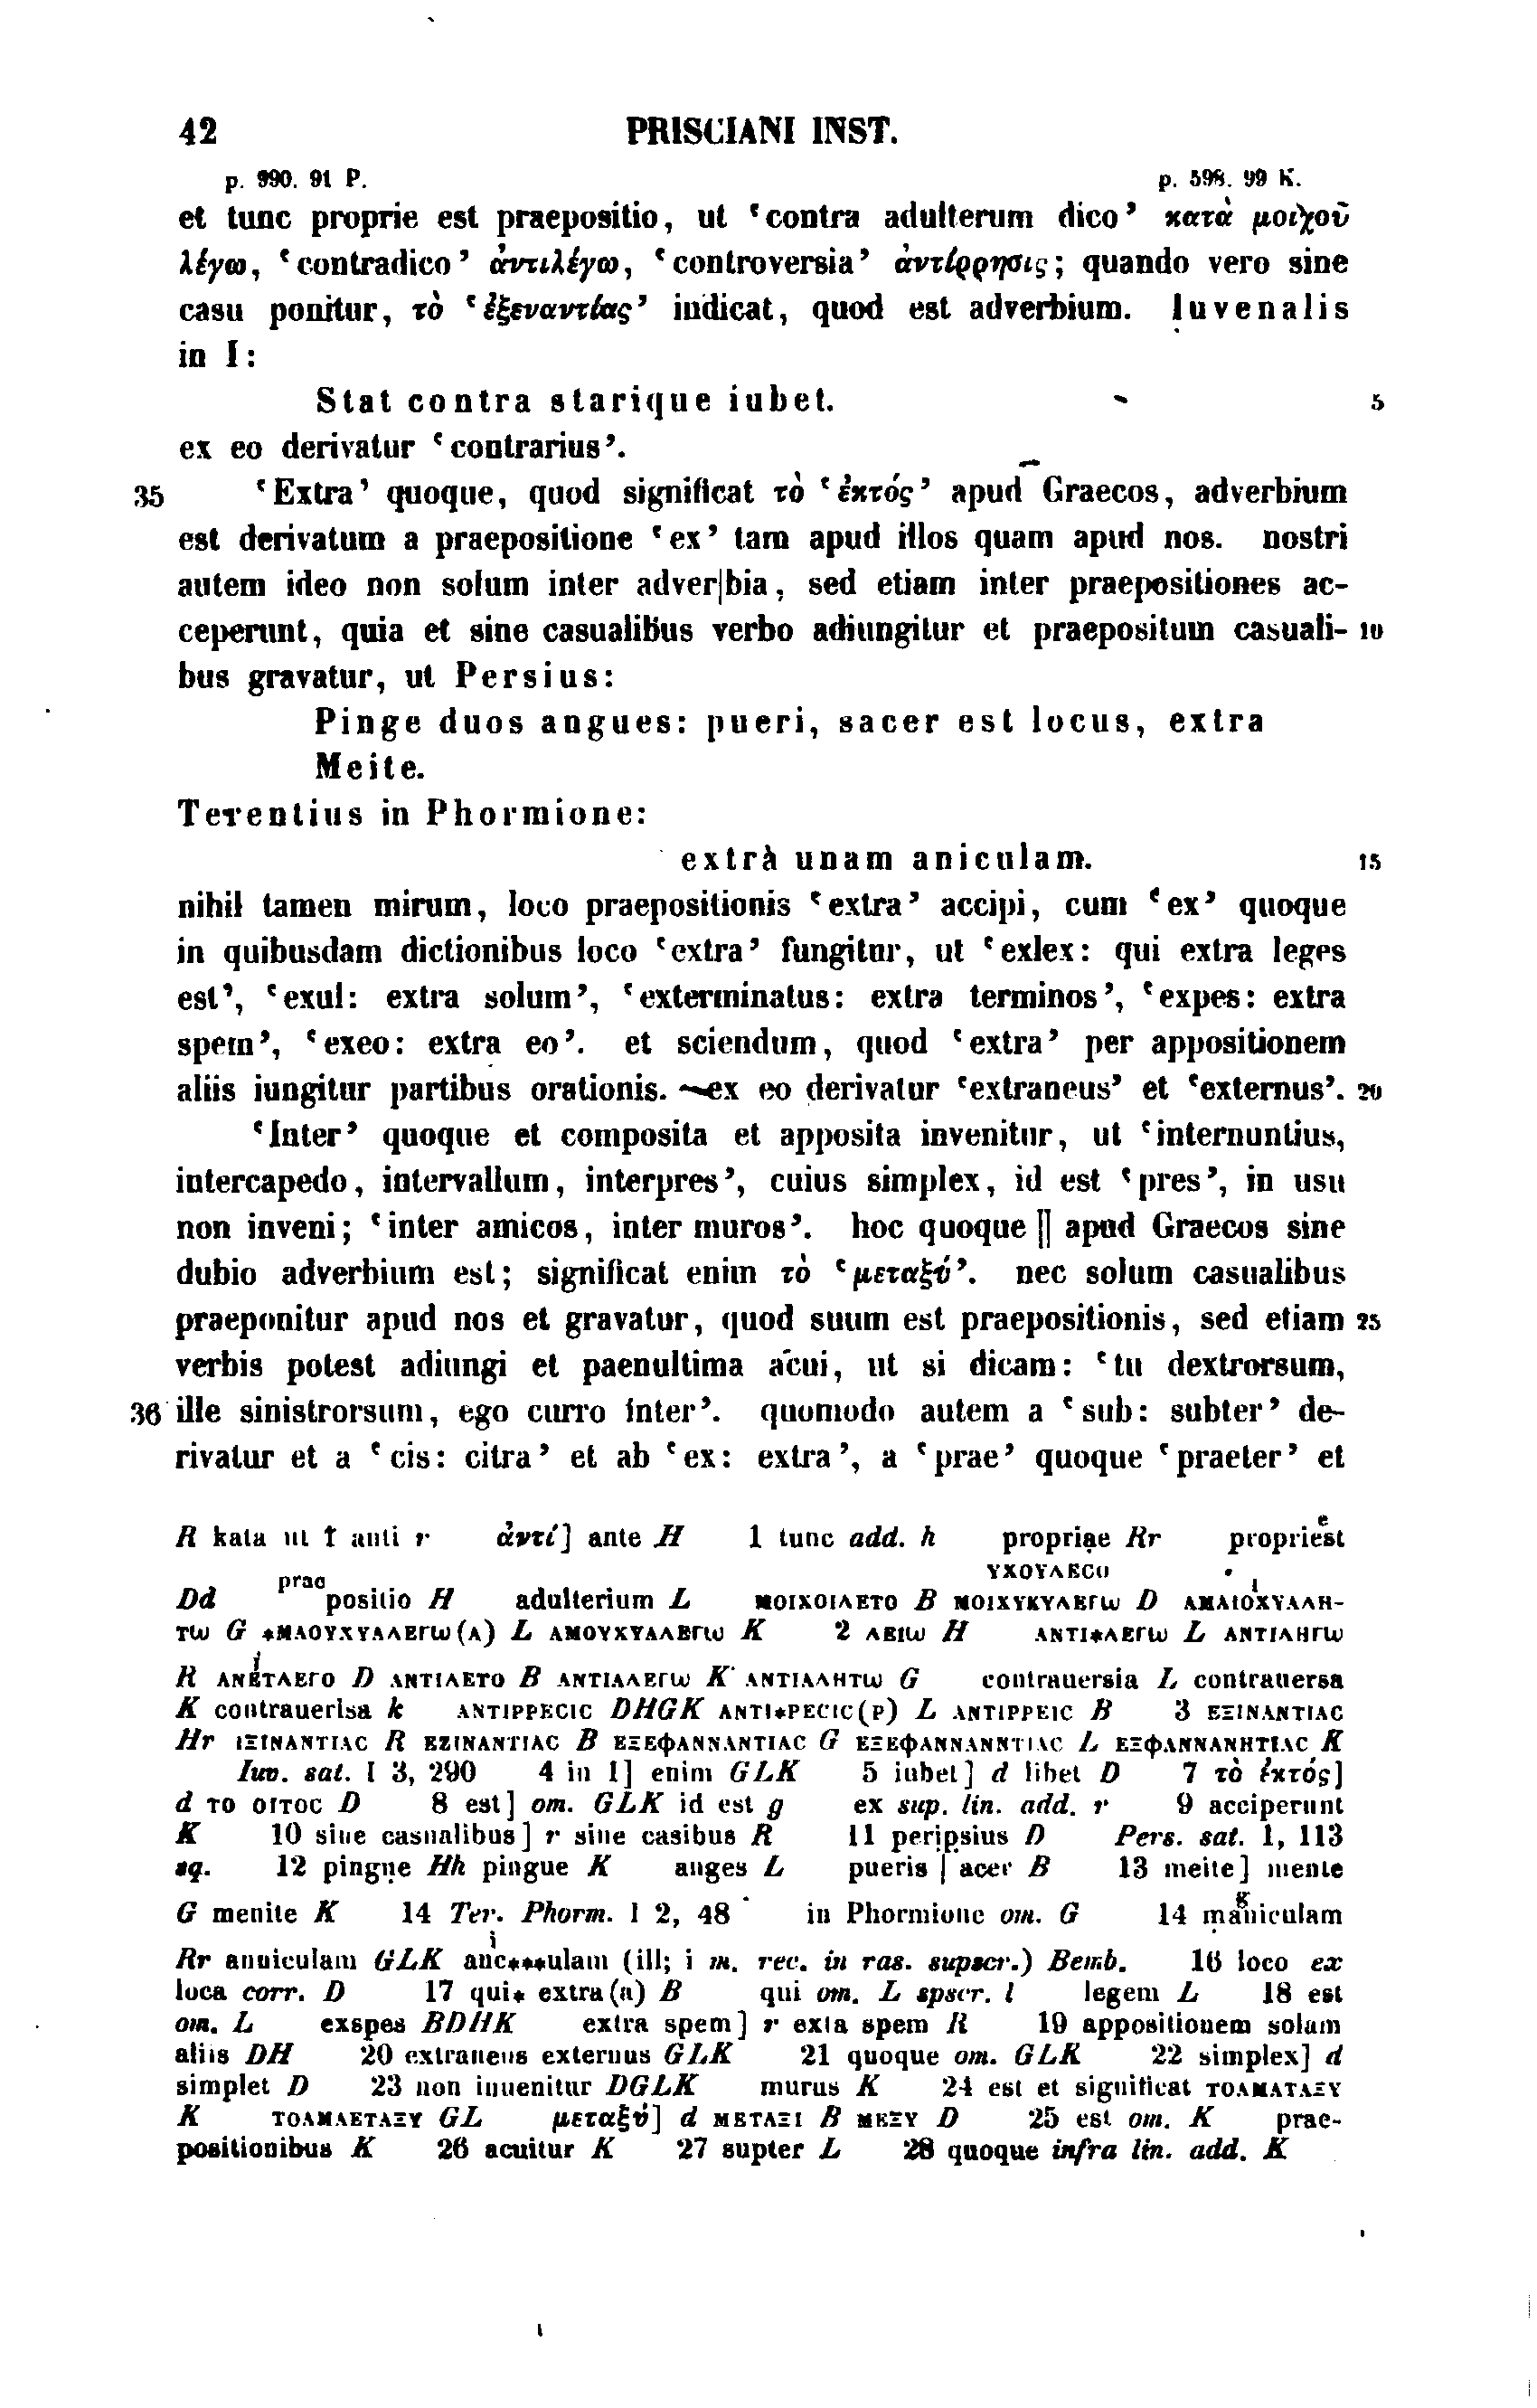 42 PRISCIANI INST.
p. 990. 91 P. p. 598. 99 K.
et tunc proprie est praepositio, ut ‘contra adulterum dico’ κατὰ μοιχοῦ
λέγω, ‘contradico’ ἀντιλέγω, ‘controversia’ ἀντίρρησις; quando vero sine
casu ponitur, τὸ ‘ἐξεναντίας’ indicat, quod est adverbium. Iuvenalis
in I:
Stat contra starique iubet. 5
ex eo derivatur ‘contrarius’.
35 ‘Extra’ quoque, quod significat τὸ ‘ἐκτός’ apud Graecos, adverbium
est derivatum a praepositione ‘ex’ tam apud illos quam apud nos. nostri
autem ideo non solum inter adver|bia, sed etiam inter praepositiones ac-
ceperunt, quia et sine casualibus verbo adiungitur et praepositum casuali- 10
bus gravatur, ut Persius:
Pinge duos angues: pueri, sacer est locus, extra
Meite.
Terentius in Phormione:
extrà unam aniculam. 15
nihil tamen mirum, loco praepositionis ‘extra’ accipi, cum ‘ex’ quoque
in quibusdam dictionibus loco ‘extra’ fungitur, ut ‘exlex: qui extra leges
est’, ‘exul: extra solum’, ‘exterminatus: extra terminos’, ‘expes: extra
spem’, ‘exeo: extra eo’. et sciendum, quod ‘extra’ per appositionem
aliis iungitur partibus orationis. ex eo derivatur ‘extraneus’ et ‘externus’. 20
‘Inter’ quoque et composita et apposita invenitur, ut ‘internuntius,
intercapedo, intervallum, interpres’, cuius simplex, id est ‘pres’, in usu
non inveni; ‘inter amicos, inter muros’. hoc quoque || apud Graecos sine
dubio adverbium est; significat enim τὸ ‘μεταξύ’. nec solum casualibus
praeponitur apud nos et gravatur, quod suum est praepositionis, sed etiam 25
verbis potest adiungi et paenultima acui, ut si dicam: ‘tu dextrorsum,
36 ille sinistrorsum, ego curro ínter’. quomodo autem a ‘sub: subter’ de-
rivatur et a ‘cis: citra’ et ab ‘ex: extra’, a ‘prae’ quoque ‘praeter’ et
R kata ut † anti r ἀντί] ante H 1 tunc add. h propriae Rr propriest
Dd praepositio H adulterium L ΜΟΙΧΟΙΛΕΤΟ B ΜΟΙΧΥΚΥΛΕΓω D
G L K 2 ΛΕΙω H ΑΝΤΙ*ΛΕΓω L ΑΝΤΙΛΗΓω
R D ΑΝΤΙΛΕΤΟ B ΑΝΤΙΛΛΕΓω K ΑΝΤΙΛΛΗΤω G contrauersia L contrauersa
K contrauerisa k ΑΝΤΙΡΡΕCΙC DHGK ΑΝΤΙ*ΡΕCΙC(Ρ) L ΑΝΤΙΡΡΕΙC B 3 ΕΞΙΝΑΝΤΙΑC
Hr ΙΞΙΝΑΝΤΙΑC R ΕΖΙΝΑΝΤΙΑC B ΕΞΕΦΑΝΝΑΝΤΙΑC G ΕΞΕΦΑΝΝΑΝΝΤΙΑC L ΕΞΦΑΝΝΑΝΗΤΙΑC K
Iuv. sat. I 3, 290 4 in I] enim GLK 5 iubet] d libet D 7 τὸ ἐκτός]
d ΤΟ ΟΙΤΟC D 8 est] om. GLK id est g ex sup. lin. add. r 9 acciperunt
K 10 sine casualibus] r sine casibus R 11 peripsius D Pers. sat. 1, 113
sq. 12 pingue Hh pingue K anges L pueris | acer B 13 meite] mente
G menite K 14 Ter. Phorm. I 2, 48 in Phormione om. G 14 maniculam
Rr anuiculam GLK anc***ulam (ill; i m. rec. in ras. supscr.) Bemb. 16 loco ex
loca corr. D 17 qui* extra(n) B qui om. L spscr. l legem L 18 est
om. L exspes BDHK extra spem] r exta spem R 19 appositionem solam
aliis DH 20 extraneus externus GLK 21 quoque om. GLK 22 simplex] d
simplet D 23 non inuenitur DGLK murus K 24 est et significat ΤΟΑΜΑΤΑΞΥ
K ΤΟΑΜΛΕΤΑΞΥ GL μεταξύ] d ΜΕΤΑΞΙ B ΜΕΞΥ D 25 est om. K prae-
positionibus K 26 acuitur K 27 supter L 28 quoque infra lin. add. K